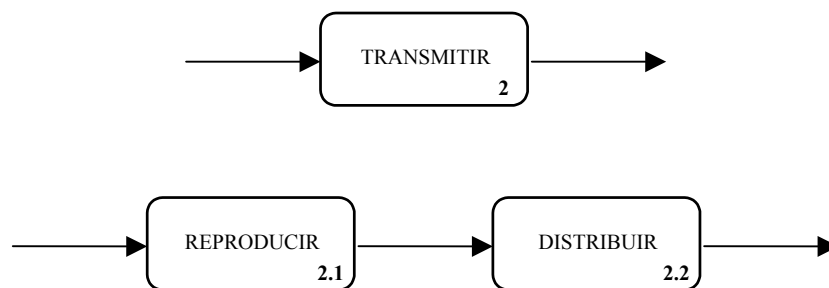 TRANSMITIR
2
REPRODUCIR
2.1
DISTRIBUIR
2.2